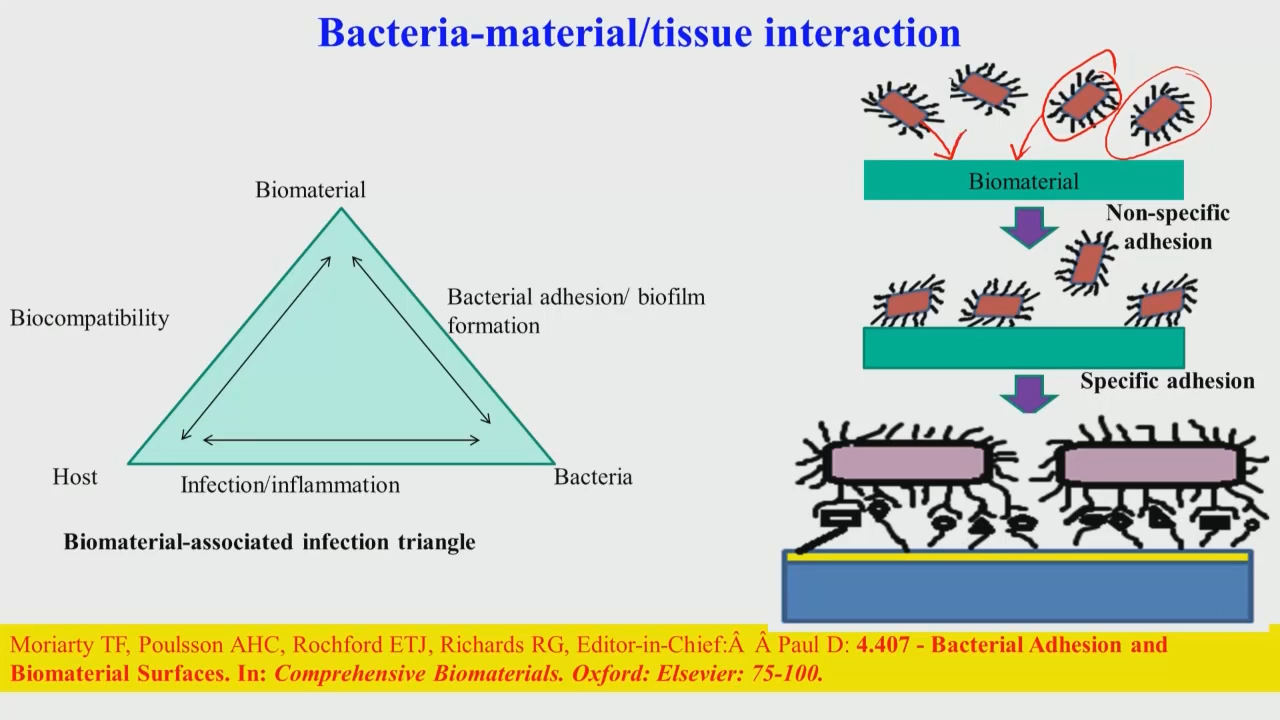 Bacteria-material/tissue interaction
Biomaterial
Biocompatibility
Bacterial adhesion/ biofilm
formation
Host
Infection/inflammation
Bacteria
Biomaterial-associated infection triangle
Biomaterial
Non-specific
adhesion
Specific adhesion
Moriarty TF, Poulsson AHC, Rochford ETJ, Richards RG, Editor-in-Chief:Â Â Paul D: 4.407 - Bacterial Adhesion and
Biomaterial Surfaces. In: Comprehensive Biomaterials. Oxford: Elsevier: 75-100.